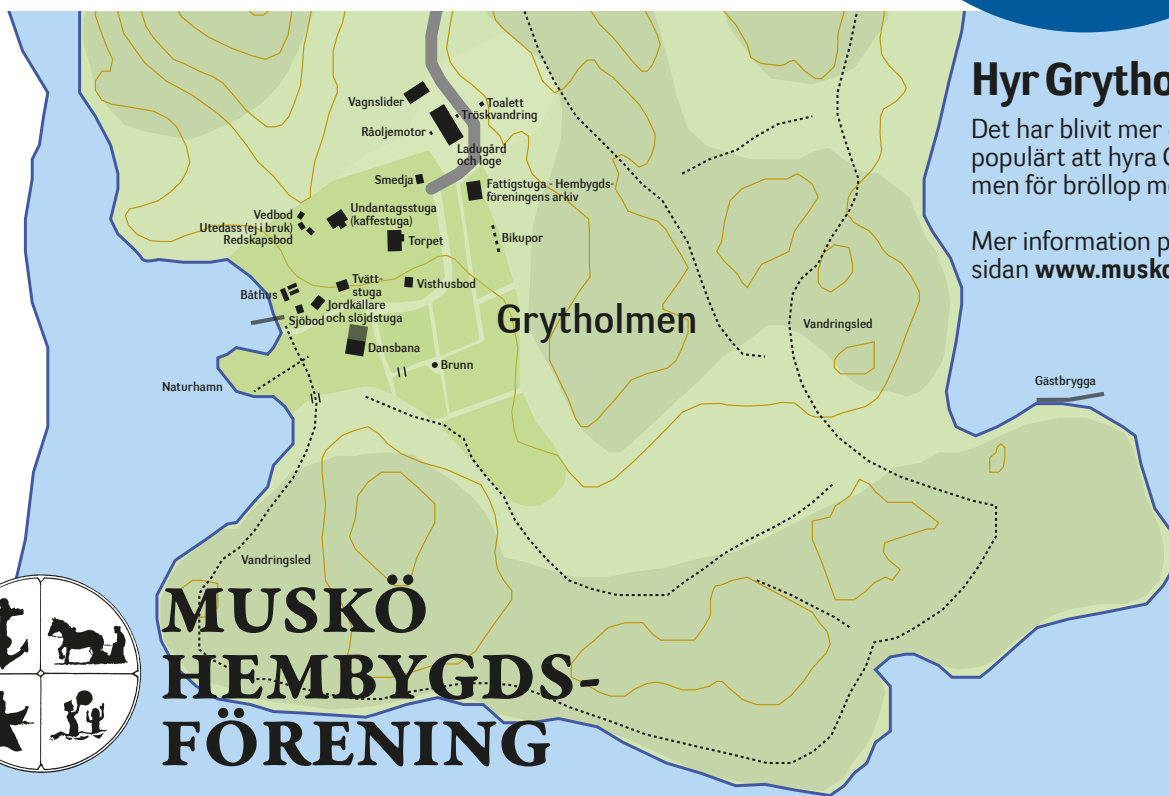 Hyr Grytho
Det har blivit mer
populärt att hyra G
men för bröllop me
Mer information p
sidan www.musko
Vagnslider
Toalett
Tröskvandring
Råoljemotor
Ladugård
och loge
Smedja
Fattigstuga - Hembygds-
föreningens arkiv
Undantagsstuga
(kaffestuga)
Vedbod
Utedass (ej i bruk)
Redskapsbod
Torpet
Bikupor
Tvätt-
stuga
Visthusbod
Båthus
Jordkällare
och slöjdstuga
Sjöbod
Grytholmen
Vandringsled
Dansbana
Brunn
Naturhamn
Gästbrygga
Vandringsled
MUSKÖ
HEMBYGDS-
FÖRENING